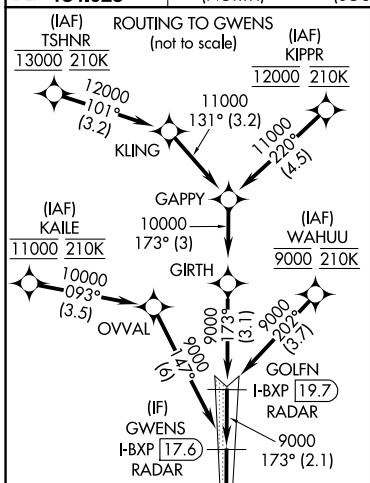 ROUTING TO GWENS
(not to scale)
(IAF)
TSHNR
13000 210K
(IAF)
KIPPR
12000 210K
12000
101°
(3.2)
KLING
11000
131° (3.2)
11000
220°
(4.5)
GAPPY
10000
173° (3)
(IAF)
KAILE
11000 210K
(IAF)
WAHUU
9000 210K
GIRTH
10000
093°
(3.5)
OVVAL
9000
147°
(6)
9000
173°
(3.1)
9000
202°
(3.7)
GOLFN
I-BXP 19.7
RADAR
(IF)
GWENS
I-BXP 17.6
RADAR
9000
173° (2.1)